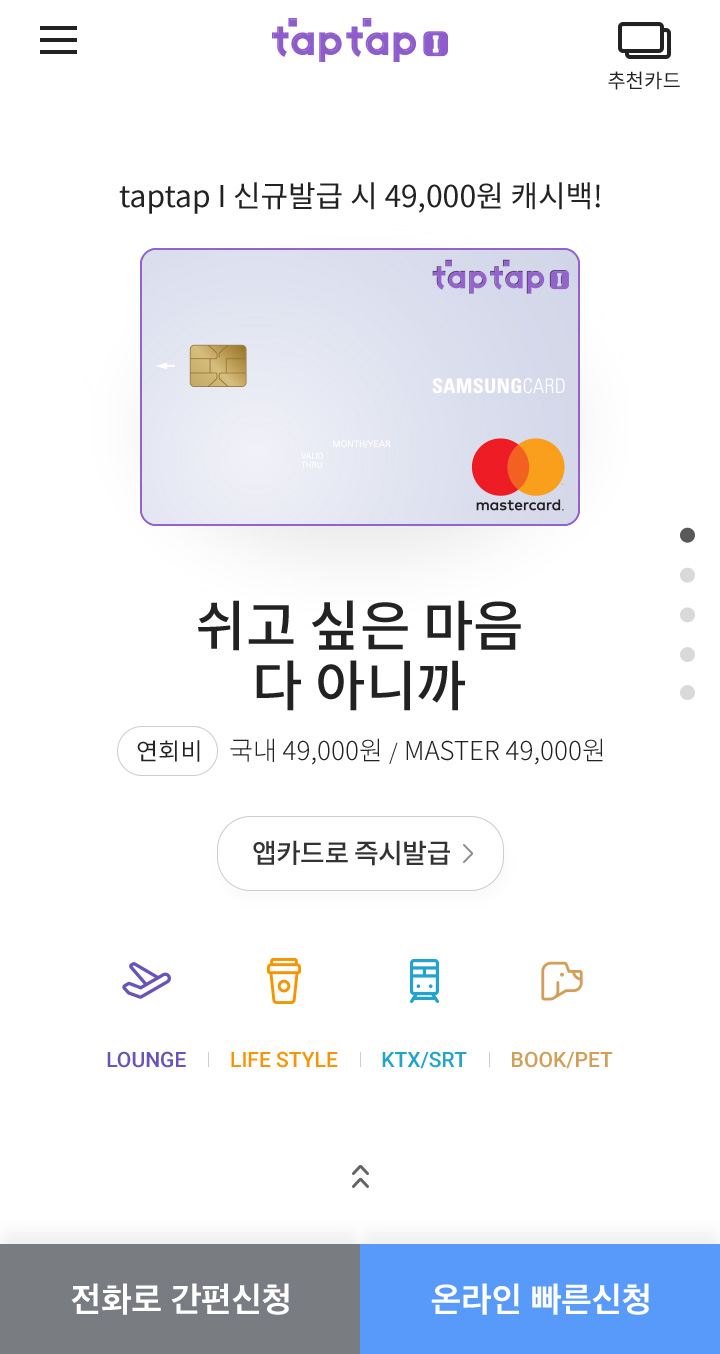 taptap I
추천카드
taptap I 신규발급 시 49,000원 캐시백!
taptap I
SAMSUNGCARD
MONTH/YEAR
VALID
THRU
mastercard.
쉬고 싶은 마음
다 아니까
연회비 국내 49,000원 / MASTER 49,000원
앱카드로 즉시발급
LOUNGE LIFE STYLE KTX/SRT BOOK/PET
전화로 간편신청 온라인 빠른신청